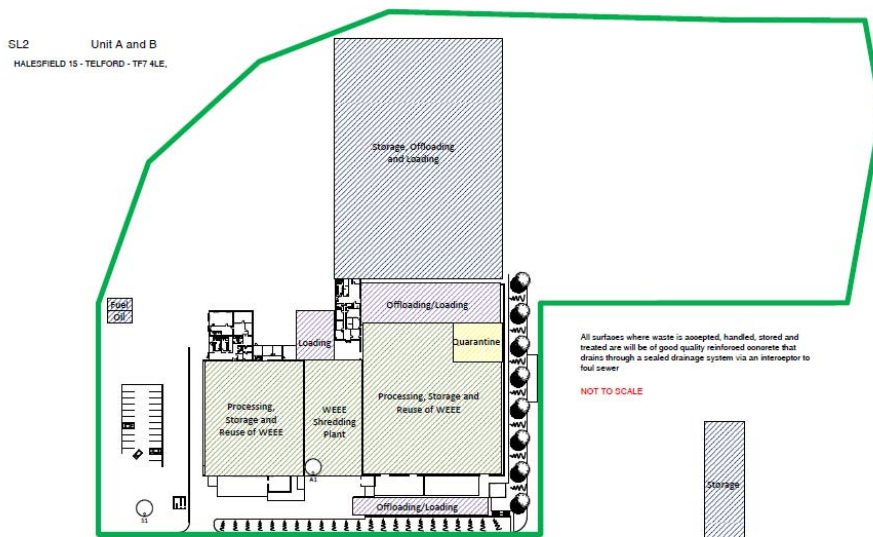 SL2 Unit A and B
HALESFIELD 15 - TELFORD - TF7 4LE,
Storage, Offloading
and Loading
Fuel
Oil
Offloading/Loading
Loading
Quarantine
All surfaces where waste is accepted, handled, stored and
treated are will be of good quality reinforced concrete that
drains through a sealed drainage system via an interceptor to
foul sewer
NOT TO SCALE
Processing,
Storage and
Reuse of WEEE
WEEE
Shredding
Plant
Processing, Storage and
Reuse of WEEE
A1
S1
Offloading/Loading
Storage